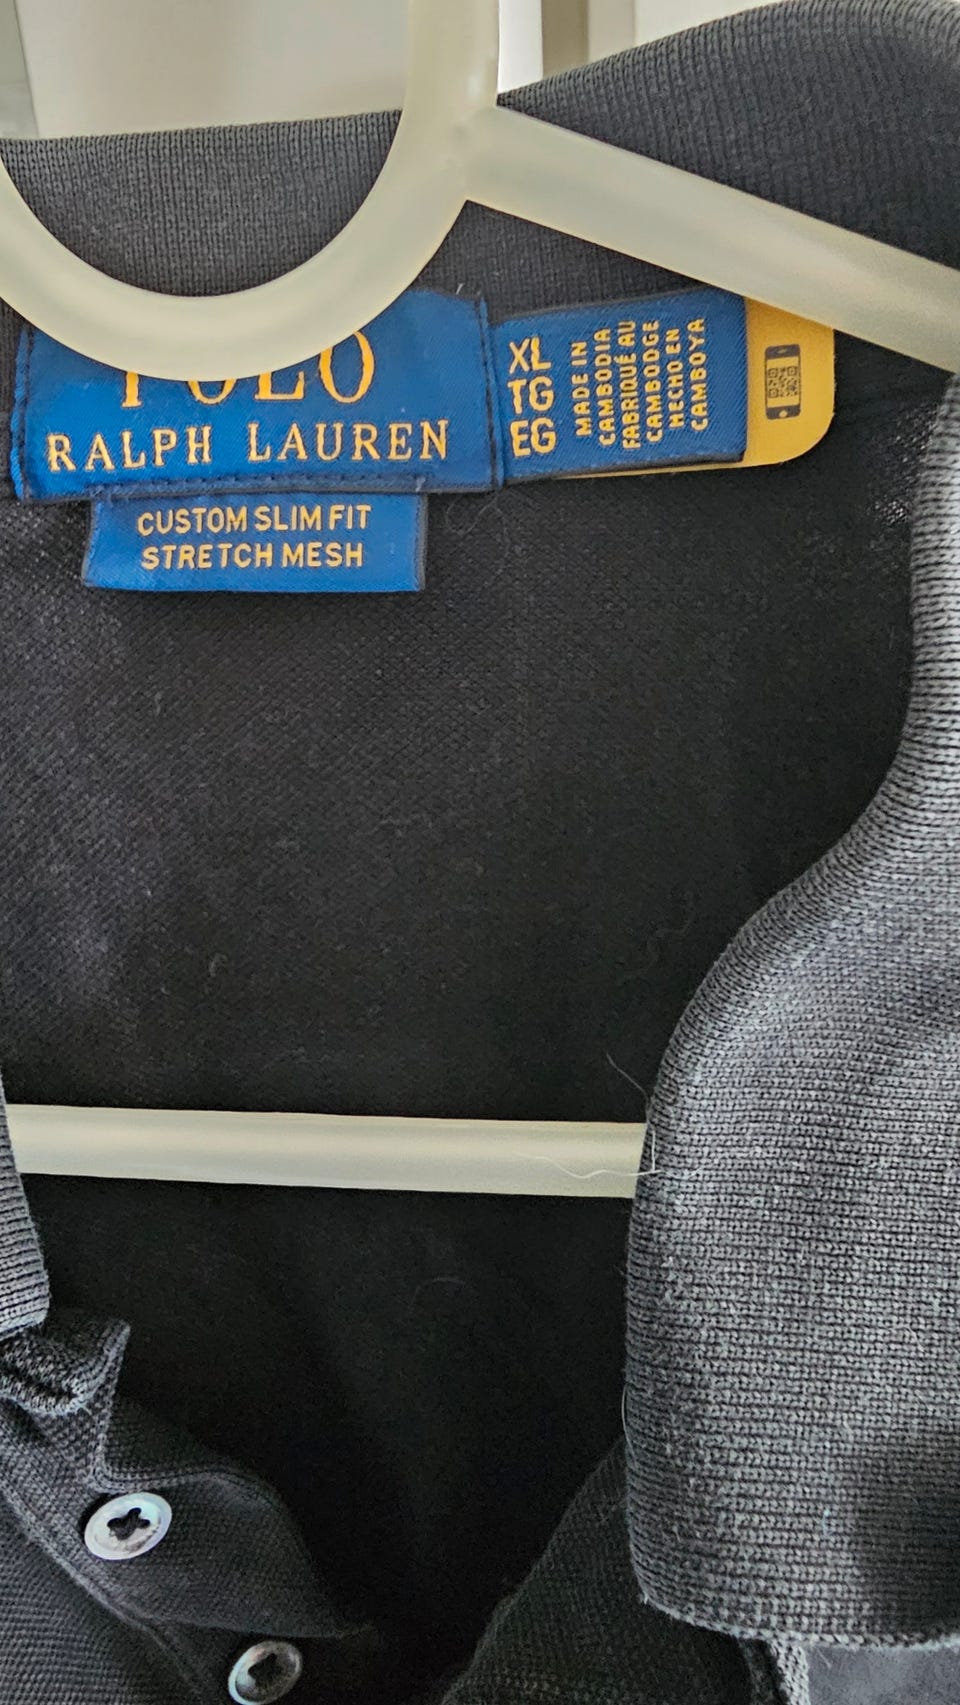 POLO
RALPH LAUREN
CUSTOM SLIM FIT
STRETCH MESH
XL
TG
EG
MADE IN
CAMBODIA
FABRIQUÉ AU
CAMBODGE
HECHO EN
CAMBOYA